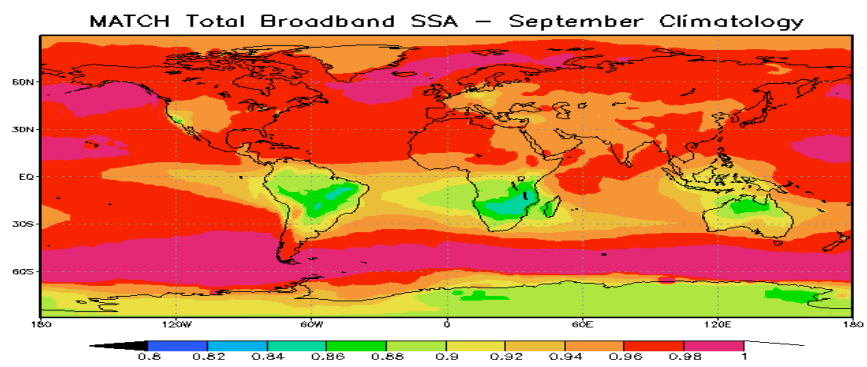 MATCH Total Broadband SSA – September Climatology
60N
30N
EQ
30S
60S
180 120W 60W 0 60E 120E 180
0.8 0.82 0.84 0.86 0.88 0.9 0.92 0.94 0.96 0.98 1